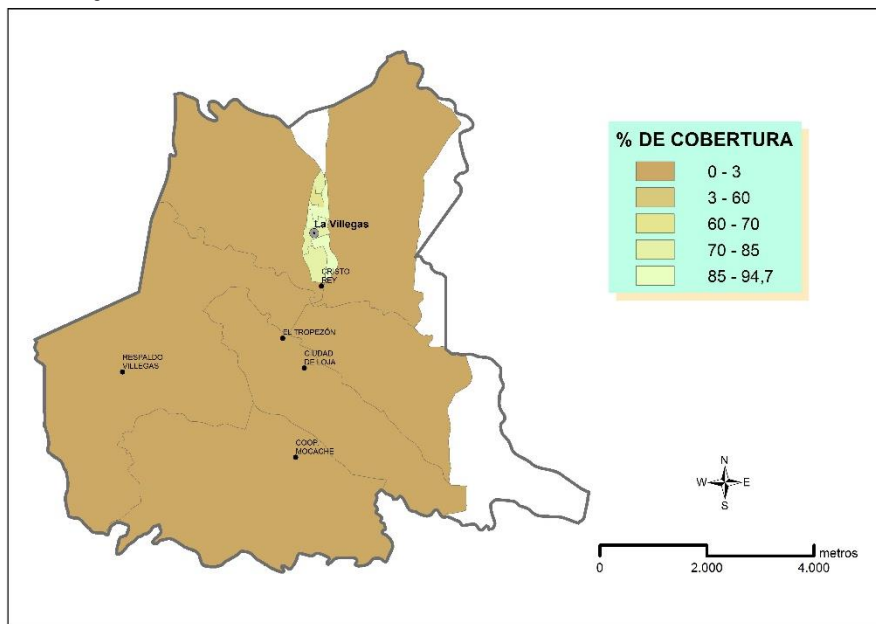 % DE COBERTURA
0 - 3
3 - 60
60 - 70
70 - 85
85 - 94,7
La Villegas
CRISTO
REY
EL TROPEZÓN
CIUDAD
DE LOJA
RESPALDO
VILLEGAS
COOP.
MOCACHE
N
W E
S
metros
0 2.000 4.000